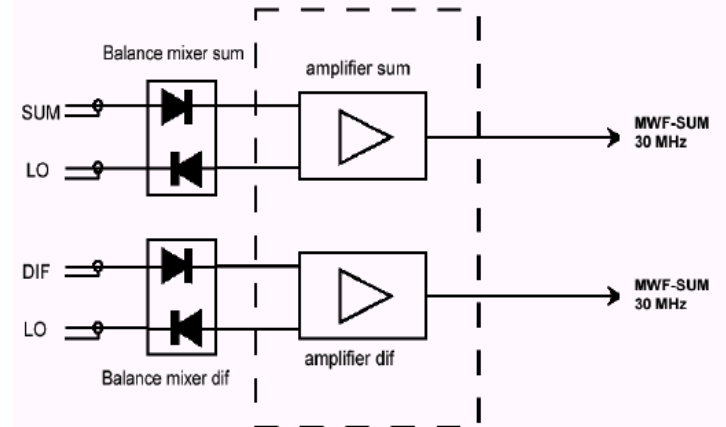 Balance mixer sum
amplifier sum
SUM
MWF-SUM
30 MHz
LO
DIF
MWF-SUM
30 MHz
LO
amplifier dif
Balance mixer dif